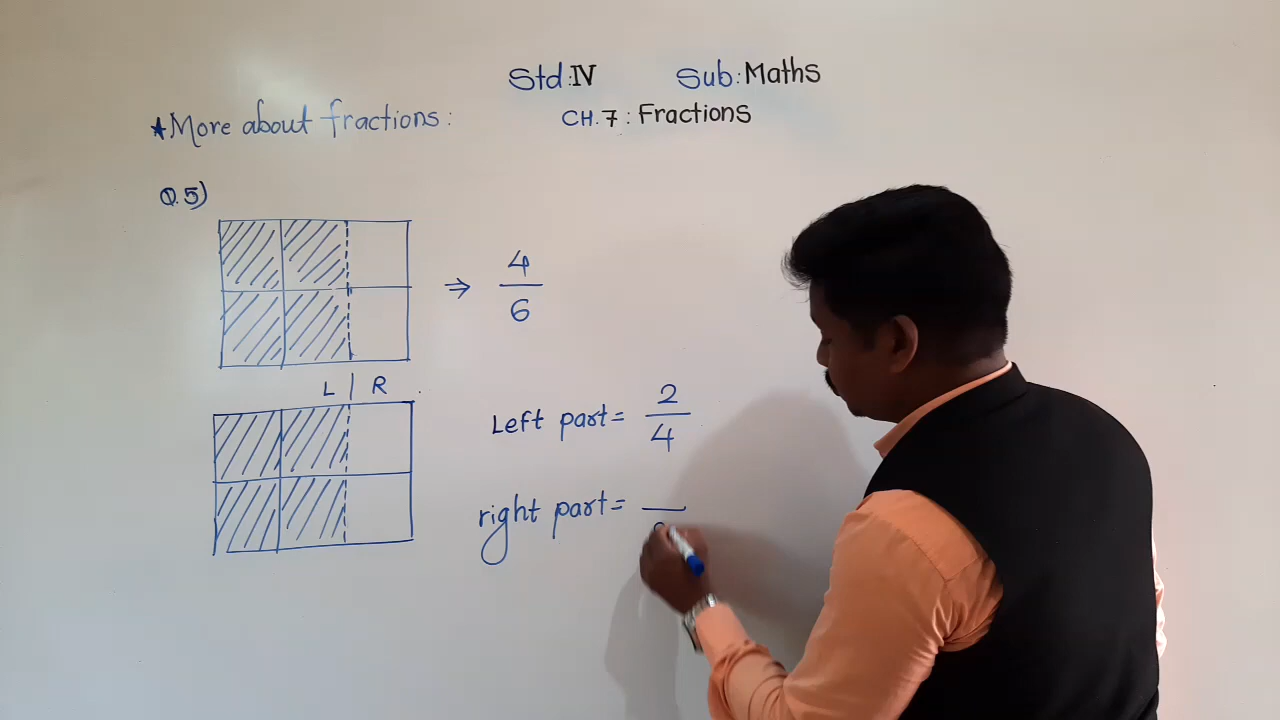 Std: IV Sub: Maths
CH. 7: Fractions
★More about fractions:
Q.5)
⇒ 4/6
L | R
Left part = 2/4
right part =